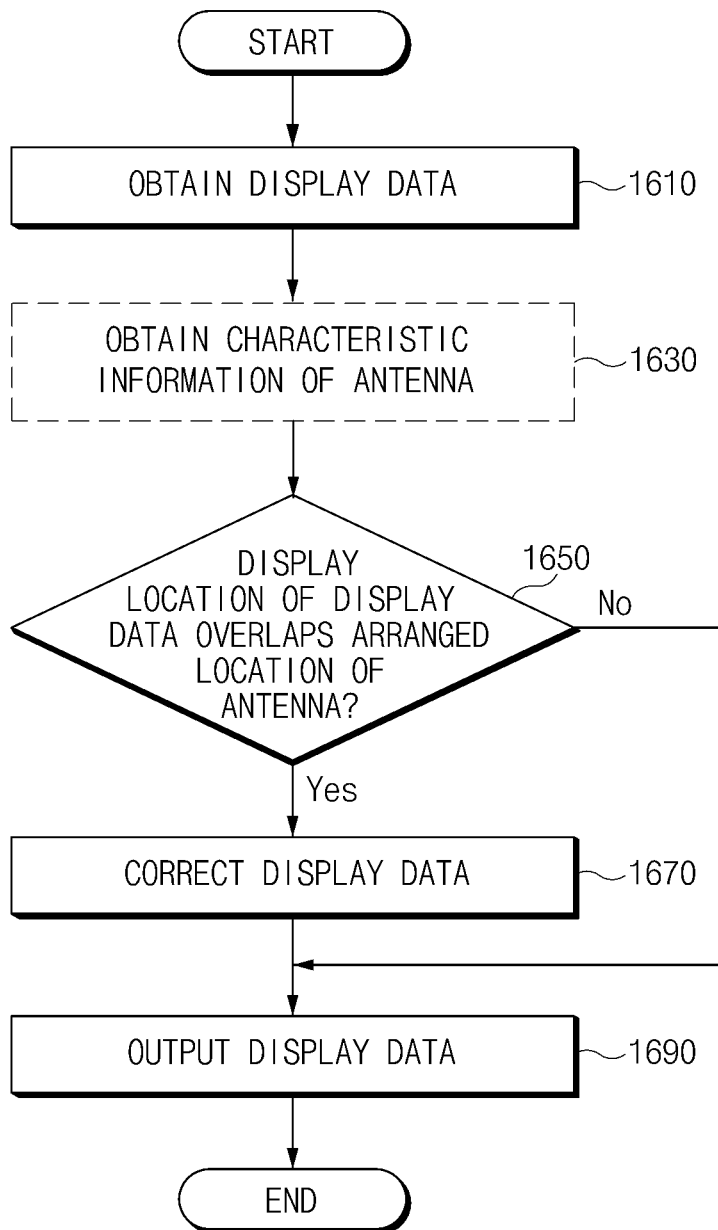 START
OBTAIN DISPLAY DATA
1610
OBTAIN CHARACTERISTIC
INFORMATION OF ANTENNA
1630
DISPLAY
LOCATION OF DISPLAY
DATA OVERLAPS ARRANGED
LOCATION OF
ANTENNA?
1650
No
Yes
CORRECT DISPLAY DATA
1670
OUTPUT DISPLAY DATA
1690
END